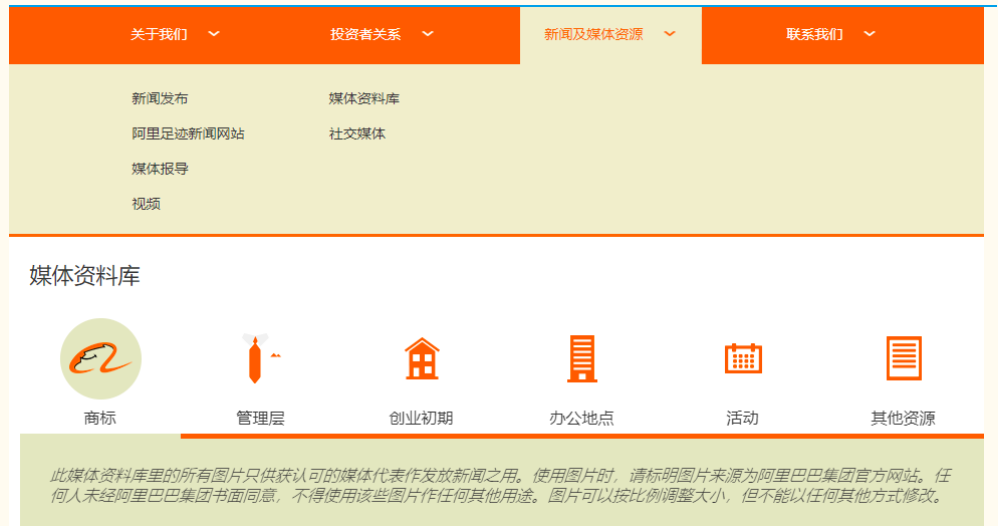 关于我们 投资者关系 新闻及媒体资源 联系我们
新闻发布 媒体资料库
阿里足迹新闻网站 社交媒体
媒体报导
视频
媒体资料库
商标 管理层 创业初期 办公地点 活动 其他资源
此媒体资料库里的所有图片只供获认可的媒体代表作发放新闻之用。使用图片时，请标明图片来源为阿里巴巴集团官方网站。任
何人未经阿里巴巴集团书面同意，不得使用该些图片作任何其他用途。图片可以按比例调整大小，但不能以任何其他方式修改。